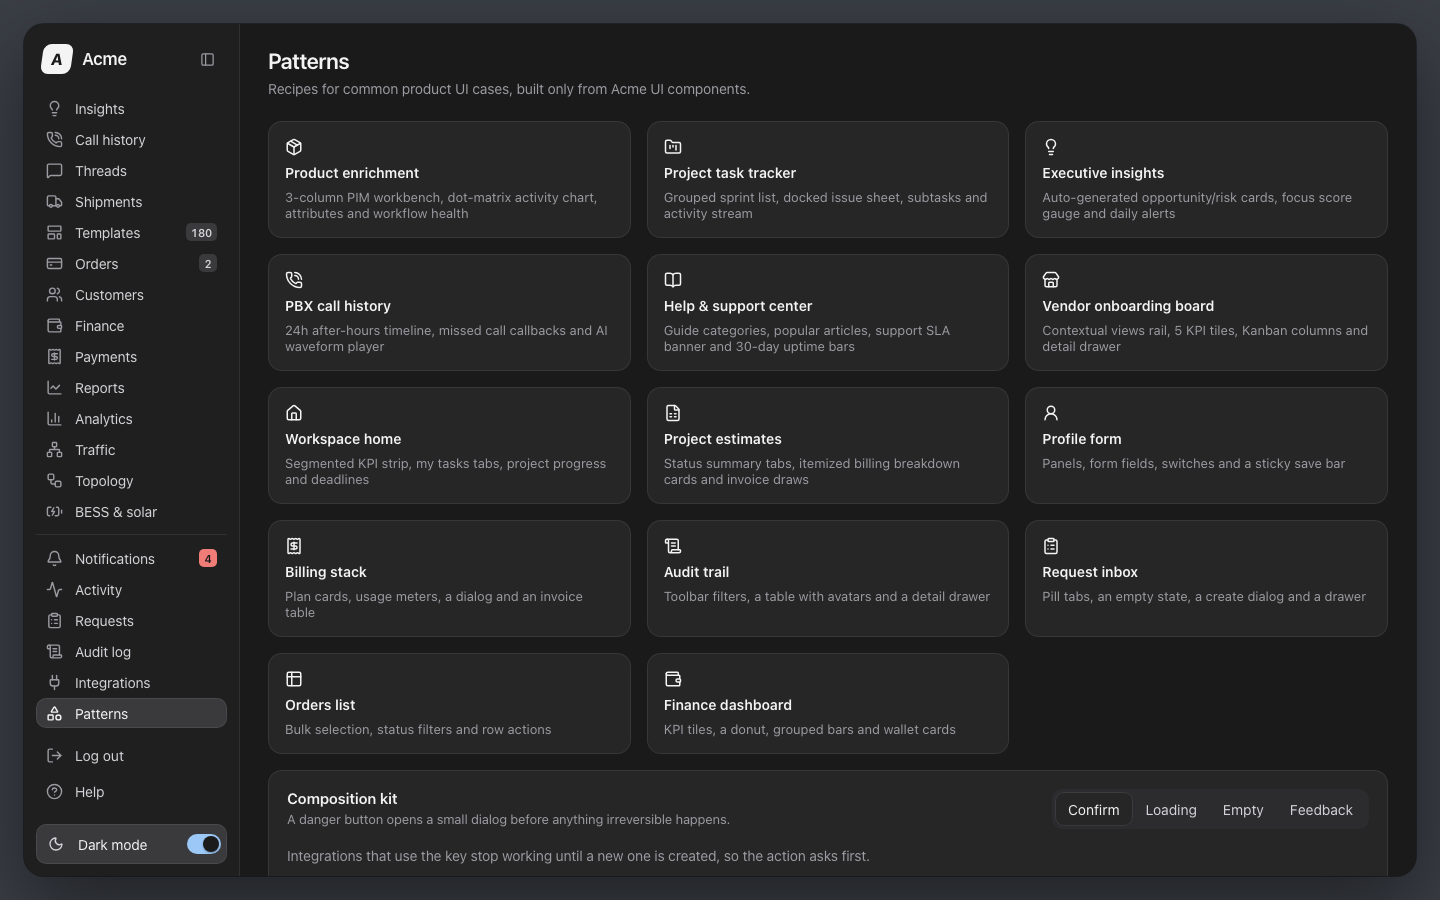 A Acme
Insights
Call history
Threads
Shipments
Templates 180
Orders 2
Customers
Finance
Payments
Reports
Analytics
Traffic
Topology
BESS & solar
Notifications 4
Activity
Requests
Audit log
Integrations
Patterns
Log out
Help
Dark mode
Patterns
Recipes for common product UI cases, built only from Acme UI components.
Product enrichment
3-column PIM workbench, dot-matrix activity chart,
attributes and workflow health
Project task tracker
Grouped sprint list, docked issue sheet, subtasks and
activity stream
Executive insights
Auto-generated opportunity/risk cards, focus score
gauge and daily alerts
PBX call history
24h after-hours timeline, missed call callbacks and AI
waveform player
Help & support center
Guide categories, popular articles, support SLA
banner and 30-day uptime bars
Vendor onboarding board
Contextual views rail, 5 KPI tiles, Kanban columns and
detail drawer
Workspace home
Segmented KPI strip, my tasks tabs, project progress
and deadlines
Project estimates
Status summary tabs, itemized billing breakdown
cards and invoice draws
Profile form
Panels, form fields, switches and a sticky save bar
Billing stack
Plan cards, usage meters, a dialog and an invoice
table
Audit trail
Toolbar filters, a table with avatars and a detail drawer
Request inbox
Pill tabs, an empty state, a create dialog and a drawer
Orders list
Bulk selection, status filters and row actions
Finance dashboard
KPI tiles, a donut, grouped bars and wallet cards
Composition kit
A danger button opens a small dialog before anything irreversible happens.
Confirm Loading Empty Feedback
Integrations that use the key stop working until a new one is created, so the action asks first.